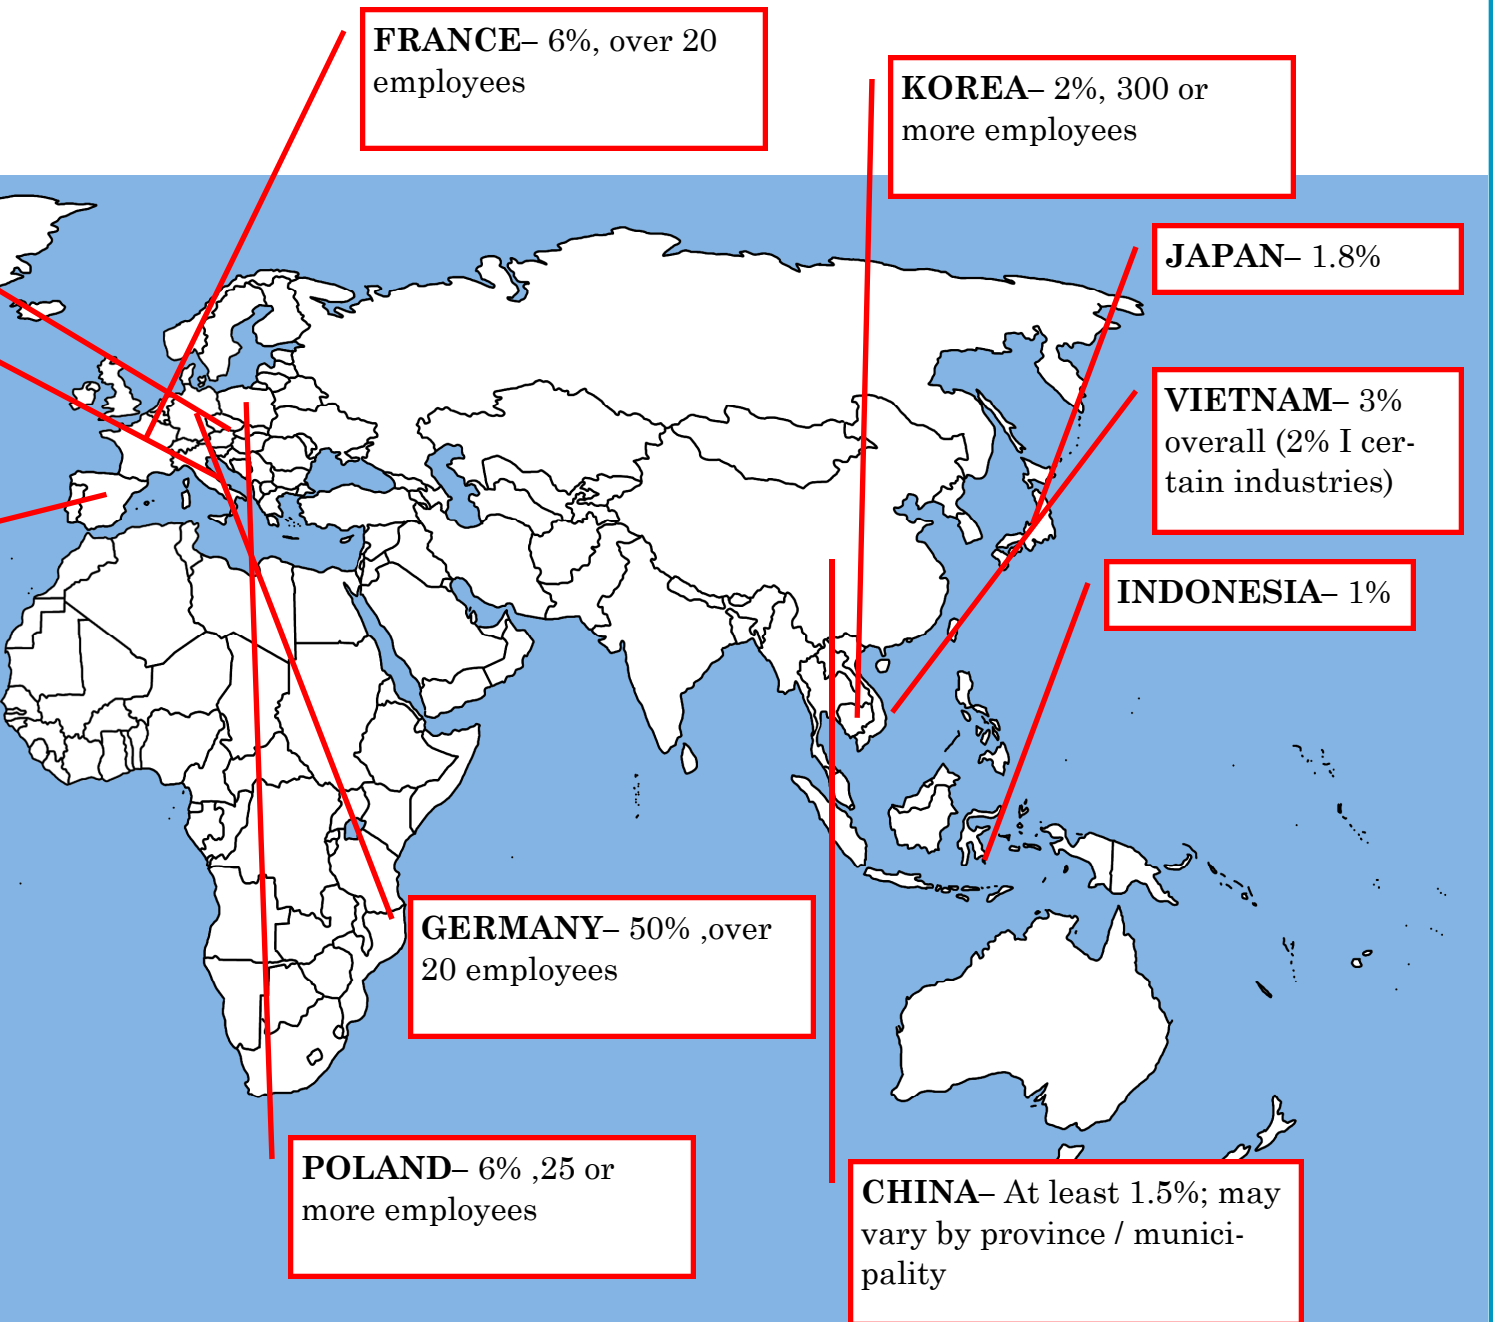 FRANCE– 6%, over 20
employees
KOREA– 2%, 300 or
more employees
JAPAN– 1.8%
VIETNAM– 3%
overall (2% I cer-
tain industries)
INDONESIA– 1%
GERMANY– 50% ,over
20 employees
POLAND– 6% ,25 or
more employees
CHINA– At least 1.5%; may
vary by province / munici-
pality